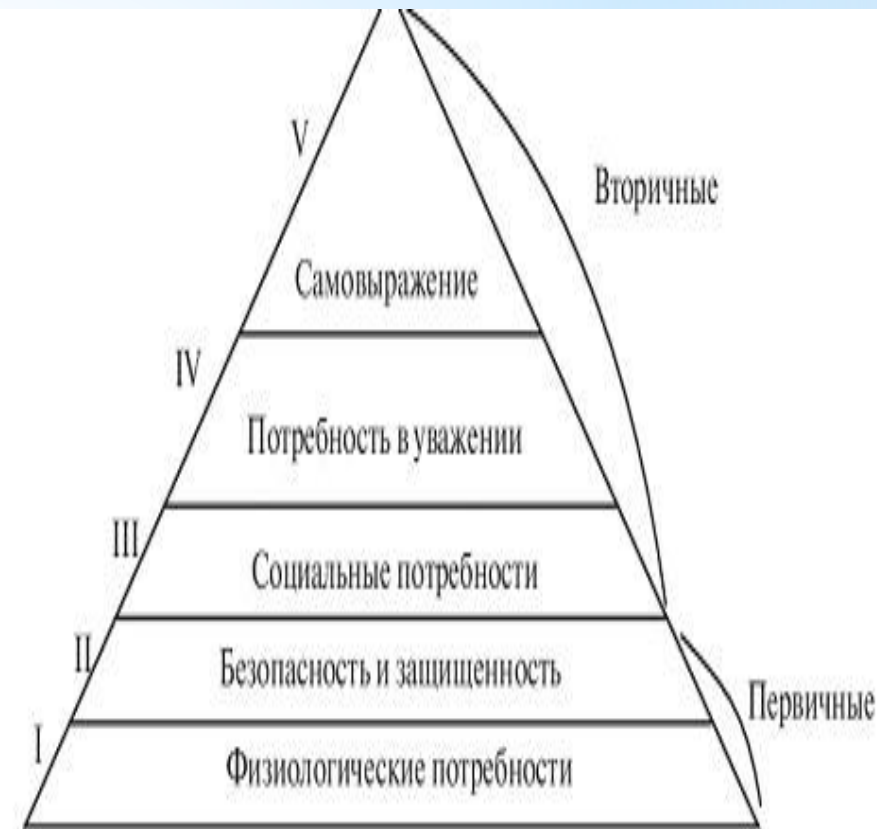 V
Вторичные
Самовыражение
IV
Потребность в уважении
III
Социальные потребности
II
Безопасность и защищенность
Первичные
I
Физиологические потребности